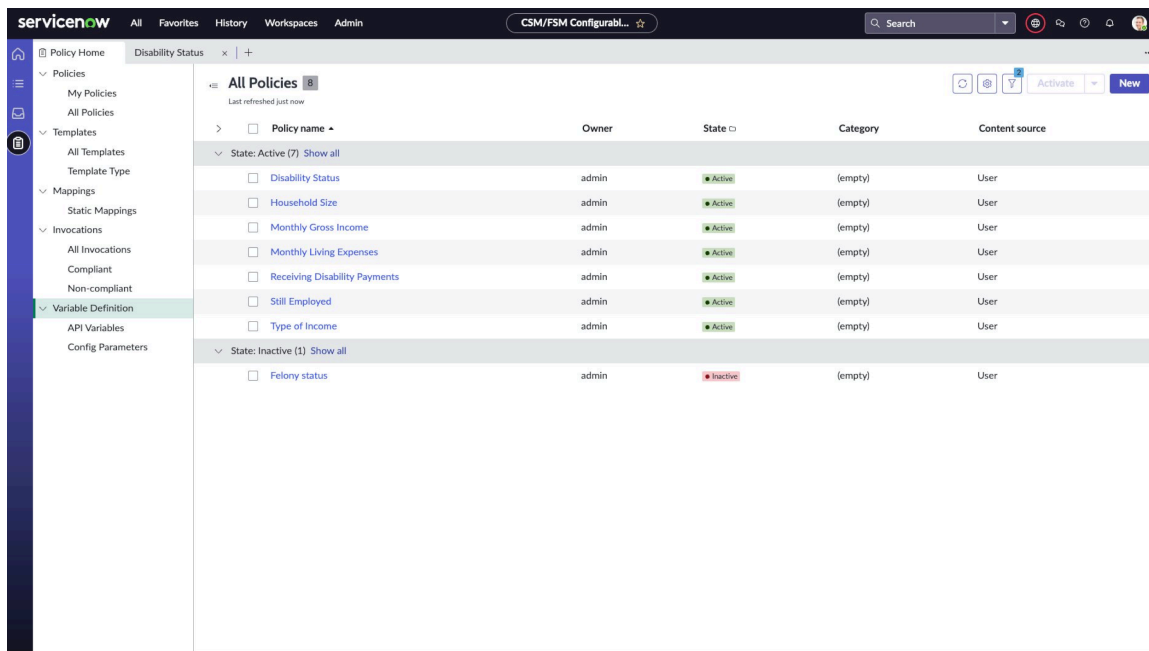 servicenow All Favorites History Workspaces Admin CSM/FSM Configurabl... Search
Policy Home Disability Status × +
Policies
My Policies
All Policies
Templates
All Templates
Template Type
Mappings
Static Mappings
Invocations
All Invocations
Compliant
Non-compliant
Variable Definition
API Variables
Config Parameters
All Policies 8
Last refreshed just now
2
Activate
New
Policy name Owner State Category Content source
State: Active (7) Show all
Disability Status admin Active (empty) User
Household Size admin Active (empty) User
Monthly Gross Income admin Active (empty) User
Monthly Living Expenses admin Active (empty) User
Receiving Disability Payments admin Active (empty) User
Still Employed admin Active (empty) User
Type of Income admin Active (empty) User
State: Inactive (1) Show all
Felony status admin Inactive (empty) User